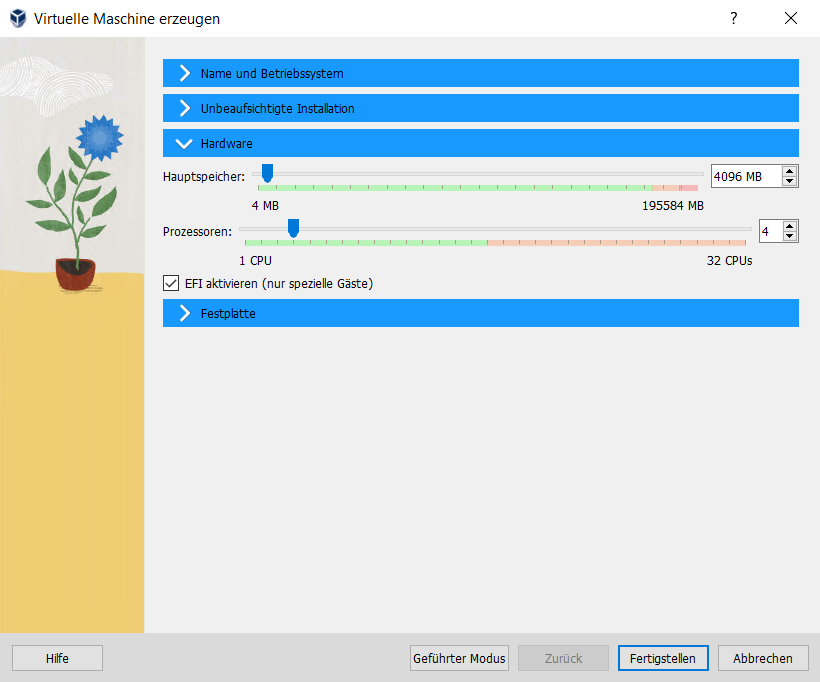 Virtuelle Maschine erzeugen
?
Name und Betriebssystem
Unbeaufsichtigte Installation
Hardware
Hauptspeicher: 4096 MB
4 MB 195584 MB
Prozessoren: 4
1 CPU 32 CPUs
EFI aktivieren (nur spezielle Gäste)
Festplatte
Hilfe Geführter Modus Zurück Fertigstellen Abbrechen